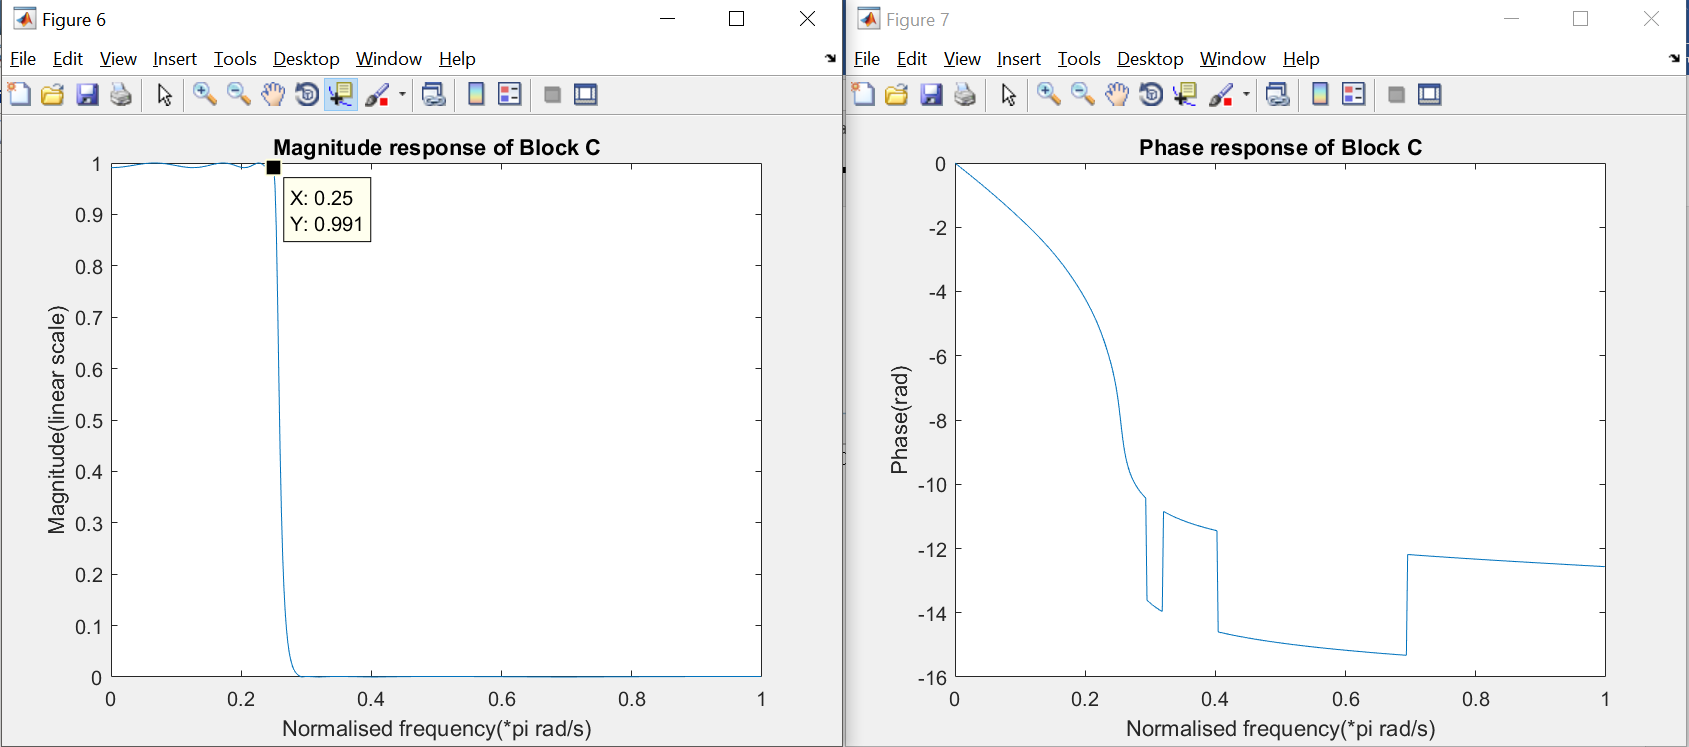 Figure 6
File Edit View Insert Tools Desktop Window Help
Magnitude response of Block C
1
0.9
0.8
0.7
0.6
0.5
0.4
0.3
0.2
0.1
0
X: 0.25
Y: 0.991
Magnitude(linear scale)
0 0.2 0.4 0.6 0.8 1
Normalised frequency(*pi rad/s)
Figure 7
File Edit View Insert Tools Desktop Window Help
Phase response of Block C
0
-2
-4
-6
-8
-10
-12
-14
-16
Phase(rad)
0 0.2 0.4 0.6 0.8 1
Normalised frequency(*pi rad/s)